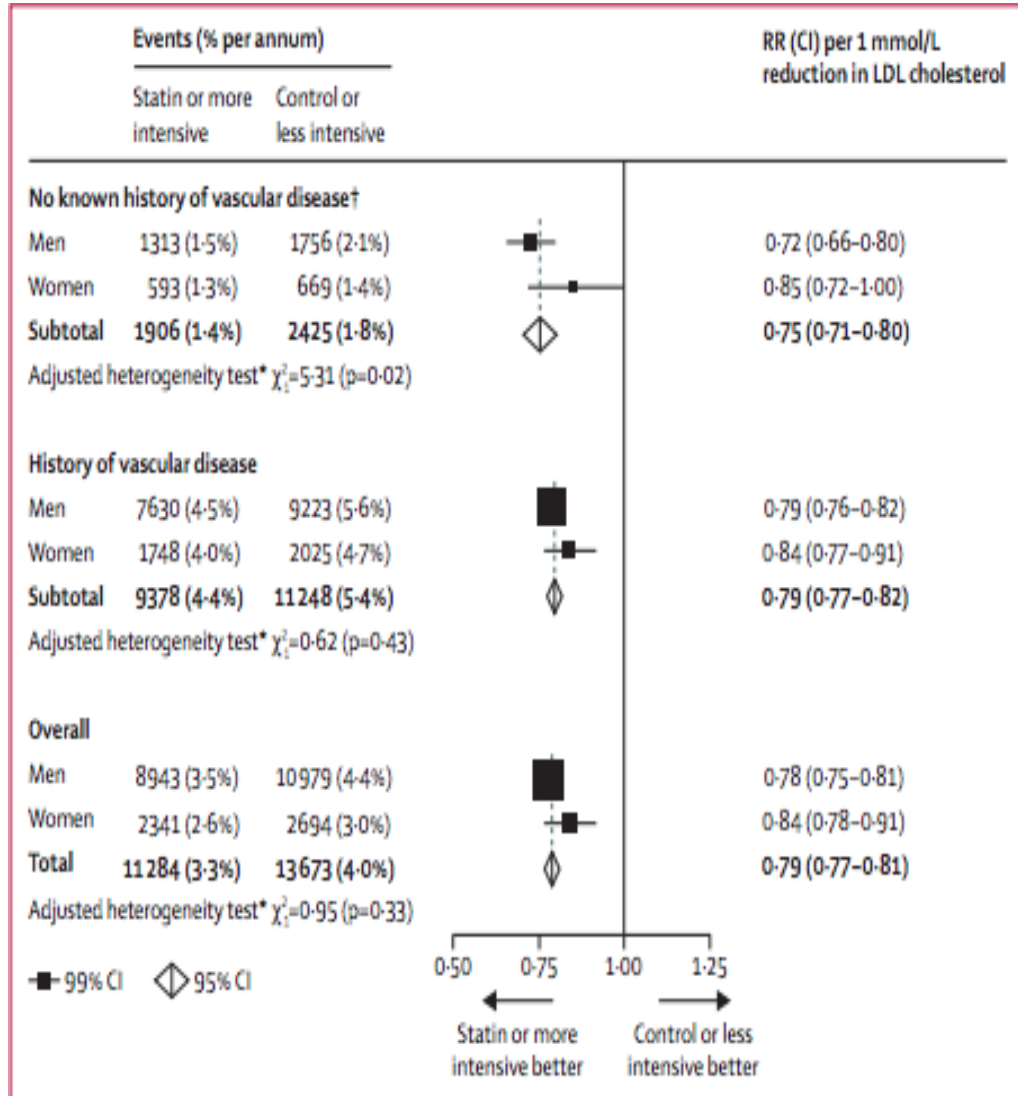 Events (% per annum)
RR (CI) per 1 mmol/L
reduction in LDL cholesterol
Statin or more
intensive
Control or
less intensive
No known history of vascular disease†
Men 1313 (1·5%) 1756 (2·1%) 0·72 (0·66–0·80)
Women 593 (1·3%) 669 (1·4%) 0·85 (0·72–1·00)
Subtotal 1906 (1·4%) 2425 (1·8%) 0·75 (0·71–0·80)
Adjusted heterogeneity test* χ²₁=5·31 (p=0·02)
History of vascular disease
Men 7630 (4·5%) 9223 (5·6%) 0·79 (0·76–0·82)
Women 1748 (4·0%) 2025 (4·7%) 0·84 (0·77–0·91)
Subtotal 9378 (4·4%) 11248 (5·4%) 0·79 (0·77–0·82)
Adjusted heterogeneity test* χ²₁=0·62 (p=0·43)
Overall
Men 8943 (3·5%) 10979 (4·4%) 0·78 (0·75–0·81)
Women 2341 (2·6%) 2694 (3·0%) 0·84 (0·78–0·91)
Total 11284 (3·3%) 13673 (4·0%) 0·79 (0·77–0·81)
Adjusted heterogeneity test* χ²₁=0·95 (p=0·33)
99% CI 95% CI
0·50 0·75 1·00 1·25
Statin or more
intensive better
Control or less
intensive better